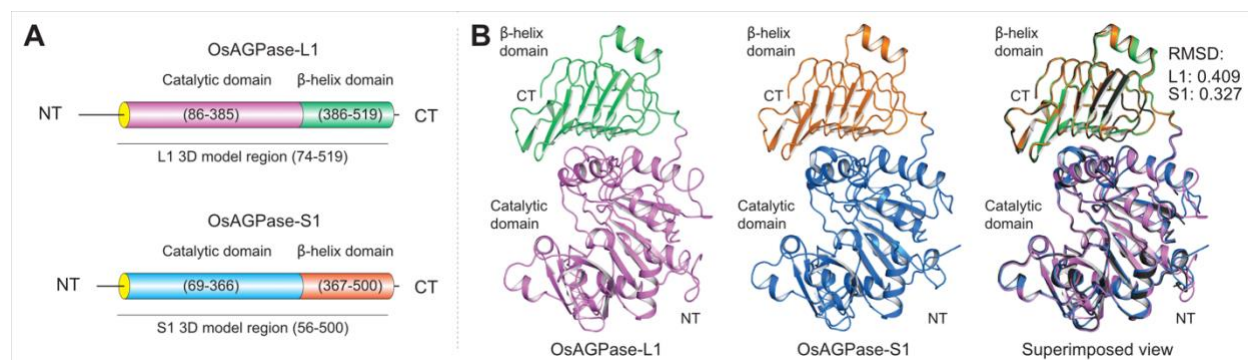 A
OsAGPase-L1
Catalytic domain β-helix domain
NT (86-385) (386-519) CT
L1 3D model region (74-519)
OsAGPase-S1
Catalytic domain β-helix domain
NT (69-366) (367-500) CT
S1 3D model region (56-500)
B
β-helix
domain
CT
Catalytic
domain
NT
OsAGPase-L1
β-helix
domain
CT
Catalytic
domain
NT
OsAGPase-S1
β-helix
domain
CT
RMSD:
L1: 0.409
S1: 0.327
Catalytic
domain
NT
Superimposed view